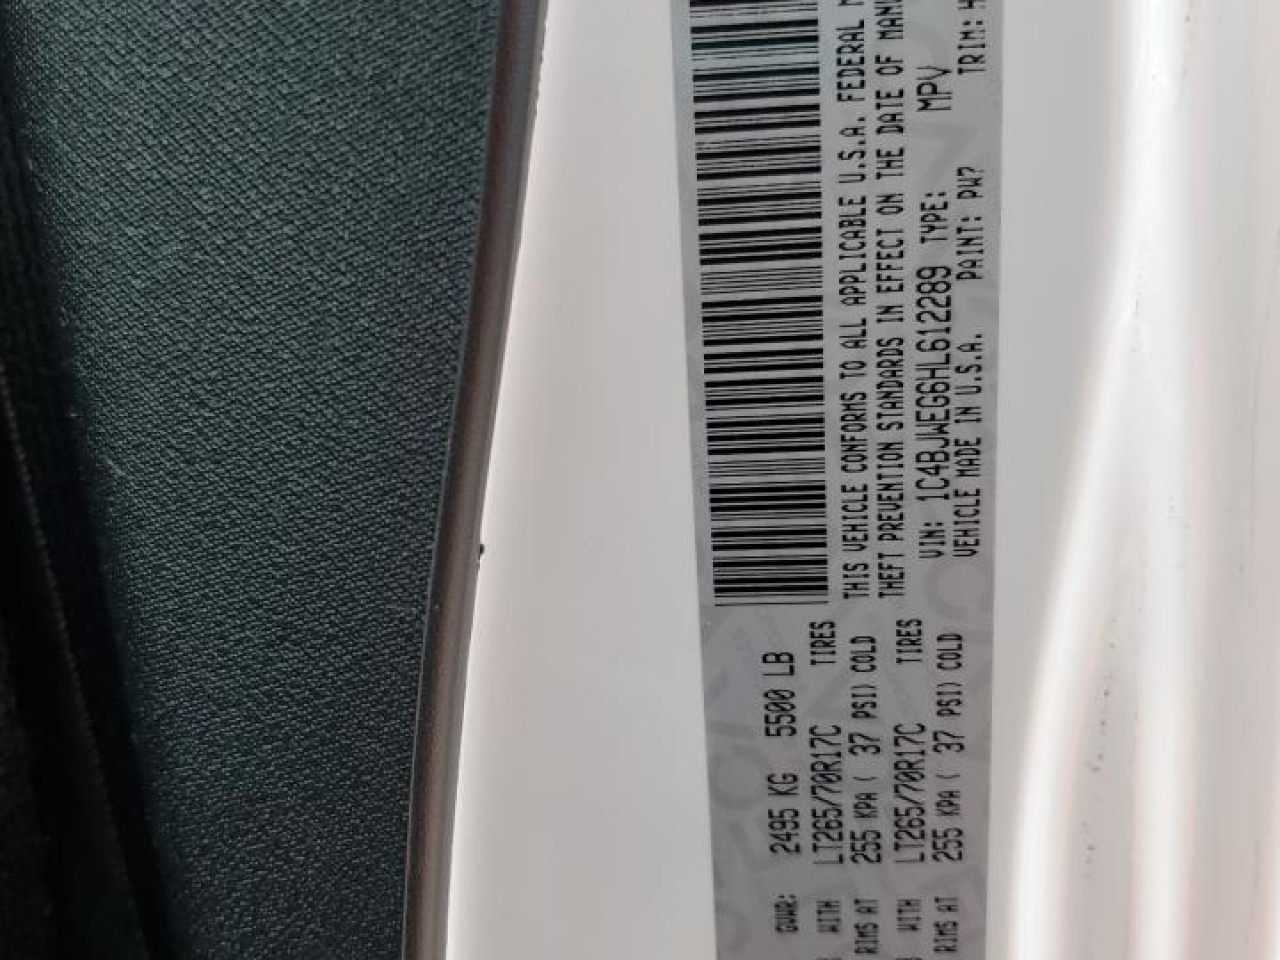 GVWR: 2495 KG 5500 LB
WITH LT265/70R17C TIRES
RIMS AT 255 KPA ( 37 PSI) COLD
WITH LT265/70R17C TIRES
RIMS AT 255 KPA ( 37 PSI) COLD
THIS VEHICLE CONFORMS TO ALL APPLICABLE U.S.A. FEDERAL
THEFT PREVENTION STANDARDS IN EFFECT ON THE DATE OF
VIN: 1C4BJWEG6HL612289 TYPE: MPV
VEHICLE MADE IN U.S.A. PAINT: PW7 TRIM: